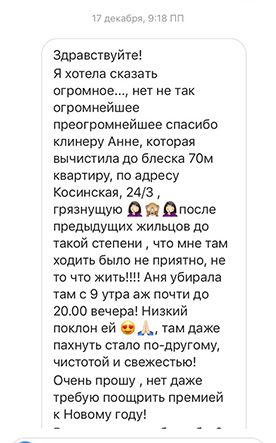 17 декабря, 9:18 ПП
Здравствуйте!
Я хотела сказать
огромное..., нет не так
огромнейшее
преогромнейшее спасибо
клинеру Анне, которая
вычистила до блеска 70м
квартиру, по адресу
Косинская, 24/3 ,
грязнущую 🤦🏻‍♀️🙈🤦🏻‍♀️после
предыдущих жильцов до
такой степени , что мне там
ходить было не приятно, не
то что жить!!!! Аня убирала
там с 9 утра аж почти до
20.00 вечера! Низкий
поклон ей 😍🙏🏻, там даже
пахнуть стало по-другому,
чистотой и свежестью!
Очень прошу , нет даже
требую поощрить премией
к Новому году!